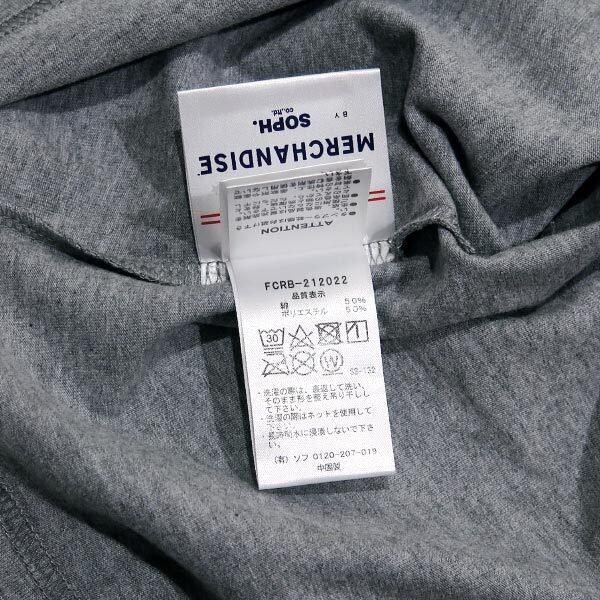 MERCHANDISE
BY
SOPH.
co.,ltd.
ATTENTION
FCRB-212022
品質表示
綿 50%
ポリエステル 50%
30
W
SB-132
・洗濯の際は、裏返して洗い、
そのまま形を整え吊り干しし
て下さい。
・洗濯の際はネットを使用して
下さい。
・長時間水に浸漬しないで下さ
い。
(有) ソフ 0120-207-019
中国製